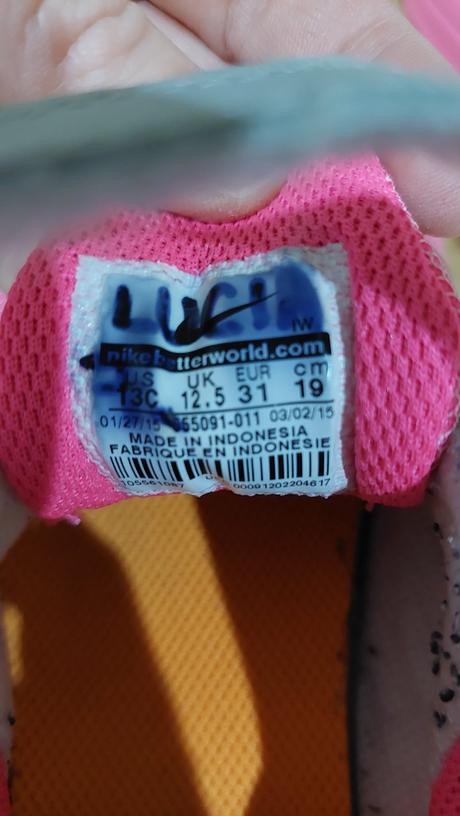 LUCI
IW
nikebetterworld.com
US UK EUR cm
13C 12.5 31 19
01/27/15 555091-011 03/02/15
MADE IN INDONESIA
FABRIQUE EN INDONESIE
00091202204617